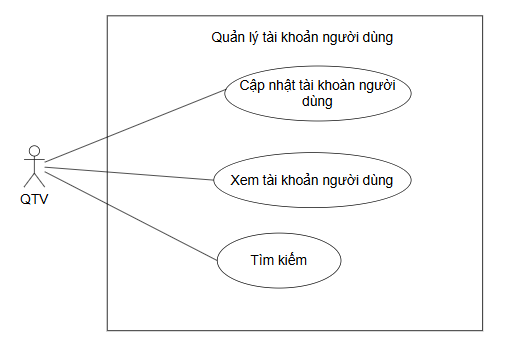 Quản lý tài khoản người dùng
Cập nhật tài khoàn người
dùng
Xem tài khoản người dùng
QTV
Tìm kiếm